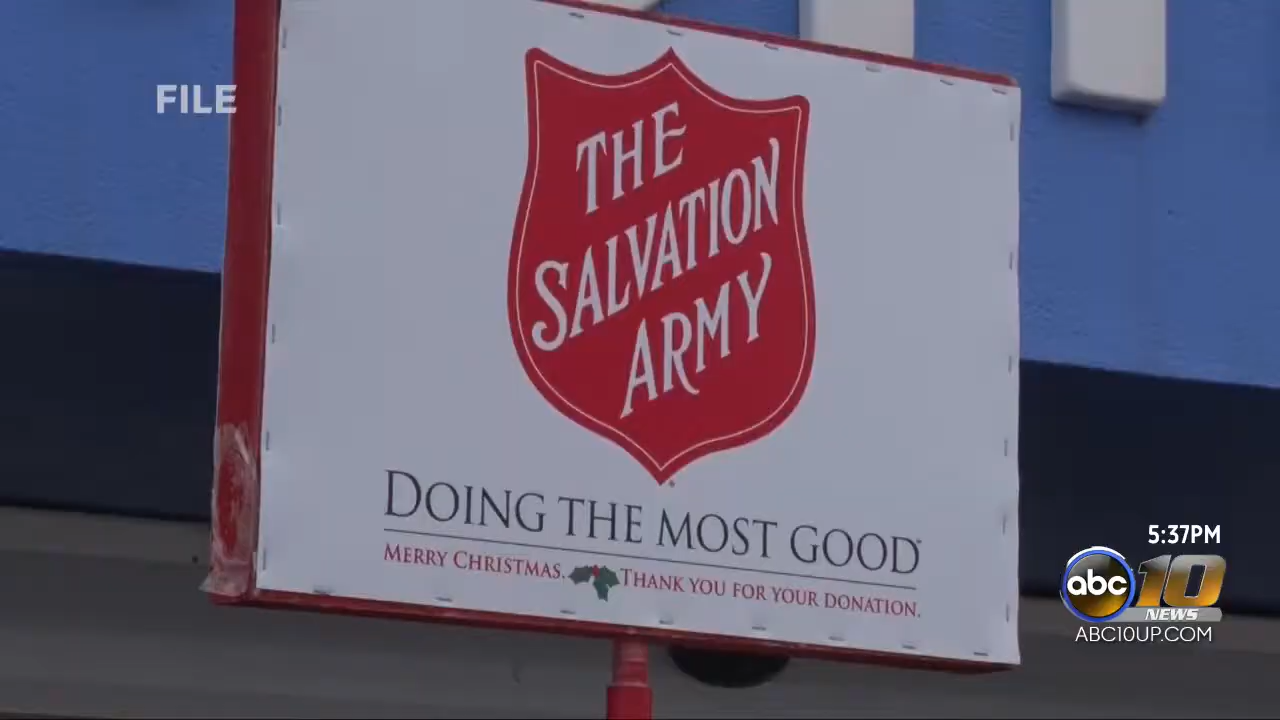 FILE
THE
SALVATION
ARMY
DOING THE MOST GOOD
MERRY CHRISTMAS. THANK YOU FOR YOUR DONATION.
5:37PM
abc 10
NEWS
ABC10UP.COM